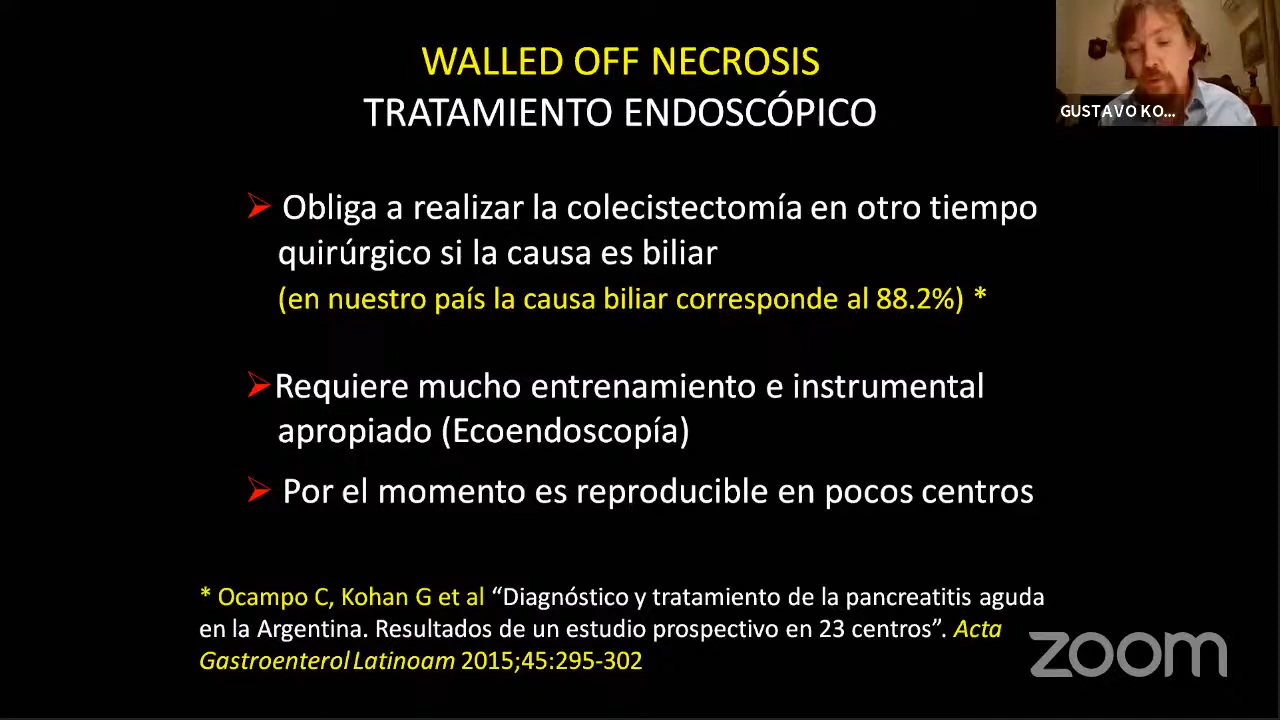 WALLED OFF NECROSIS
TRATAMIENTO ENDOSCÓPICO
GUSTAVO KO...
➢ Obliga a realizar la colecistectomía en otro tiempo
quirúrgico si la causa es biliar
(en nuestro país la causa biliar corresponde al 88.2%) *
➢Requiere mucho entrenamiento e instrumental
apropiado (Ecoendoscopía)
➢ Por el momento es reproducible en pocos centros
* Ocampo C, Kohan G et al “Diagnóstico y tratamiento de la pancreatitis aguda
en la Argentina. Resultados de un estudio prospectivo en 23 centros”. Acta
Gastroenterol Latinoam 2015;45:295-302
zoom